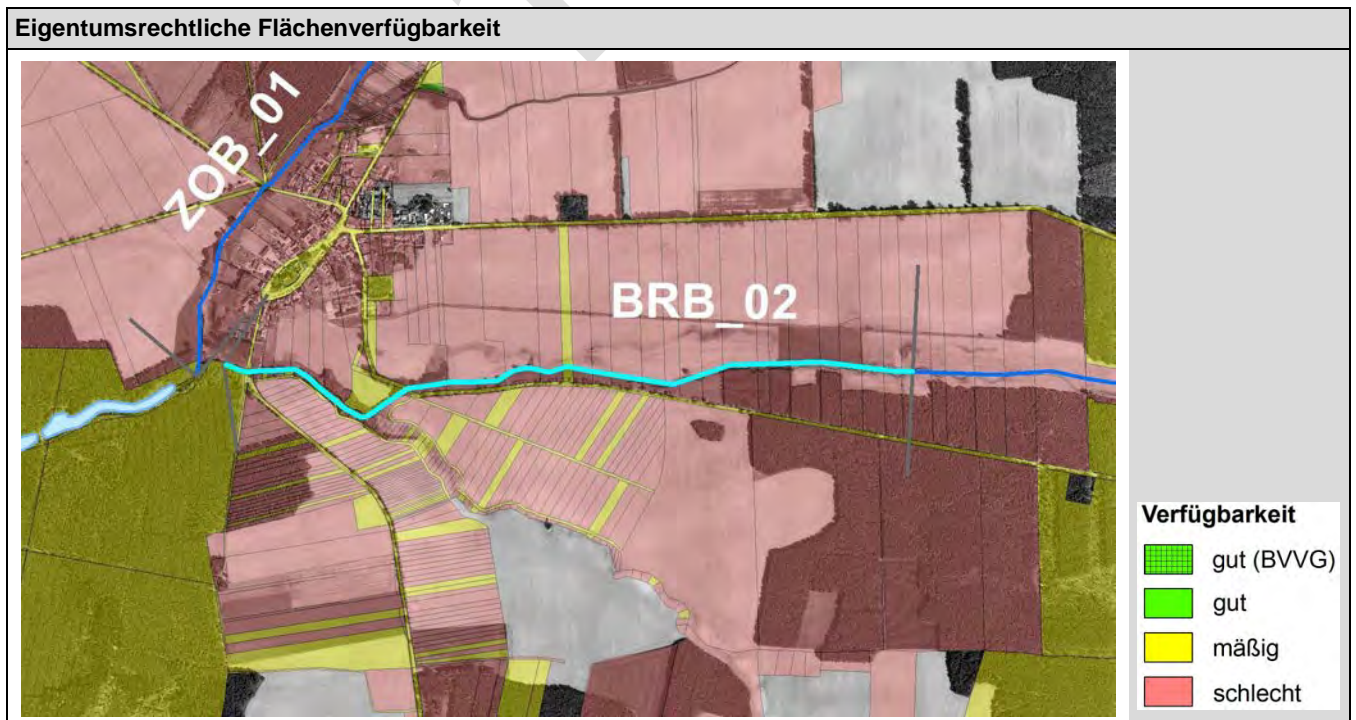 Eigentumsrechtliche Flächenverfügbarkeit
ZOB_01
BRB_02
Verfügbarkeit
gut (BVVG)
gut
mäßig
schlecht